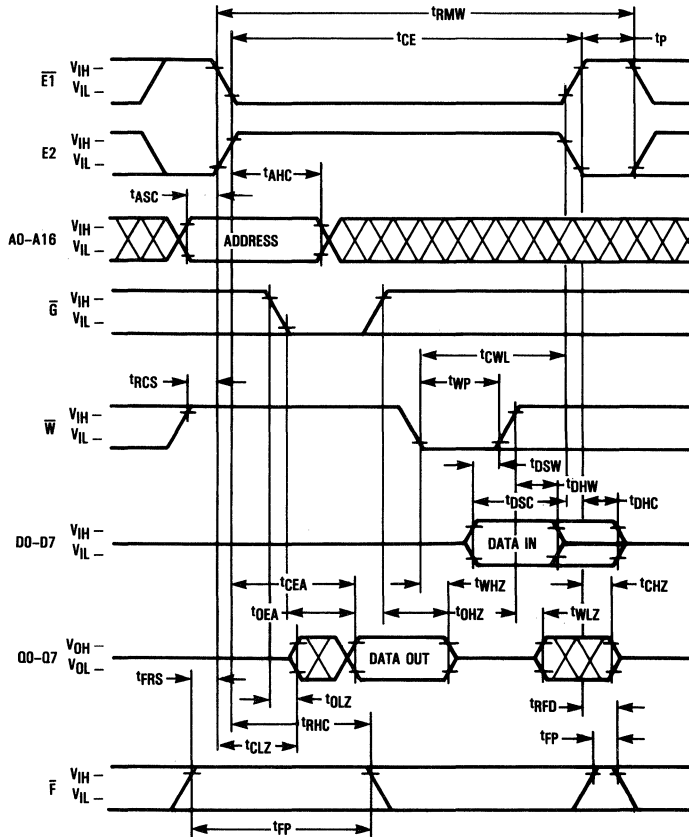 tRMW
tCE
tP
E1
VIH
VIL
E2
VIH
VIL
tAHC
tASC
A0-A16
VIH
VIL
ADDRESS
G
VIH
VIL
tCWL
tRCS
tWP
W
VIH
VIL
tDSW
tDHW
tDSC
tDHC
D0-D7
VIH
VIL
DATA IN
tCEA
tWHZ
tCHZ
tOEA
tOHZ
tWLZ
Q0-Q7
VOH
VOL
DATA OUT
tFRS
tOLZ
tRFD
tRHC
tCLZ
tFP
F
VIH
VIL
tFP